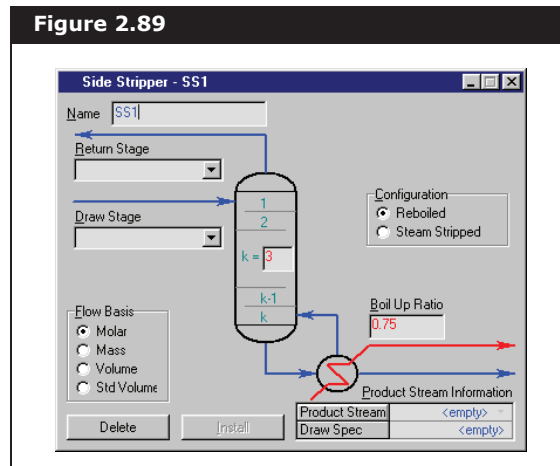 Figure 2.89
Side Stripper - SS1
Name SS1
Return Stage
Draw Stage
1
2
k = 3
k-1
k
Configuration
Reboiled
Steam Stripped
Flow Basis
Molar
Mass
Volume
Std Volume
Boil Up Ratio
0.75
Product Stream Information
Product Stream <empty>
Draw Spec <empty>
Delete
Install